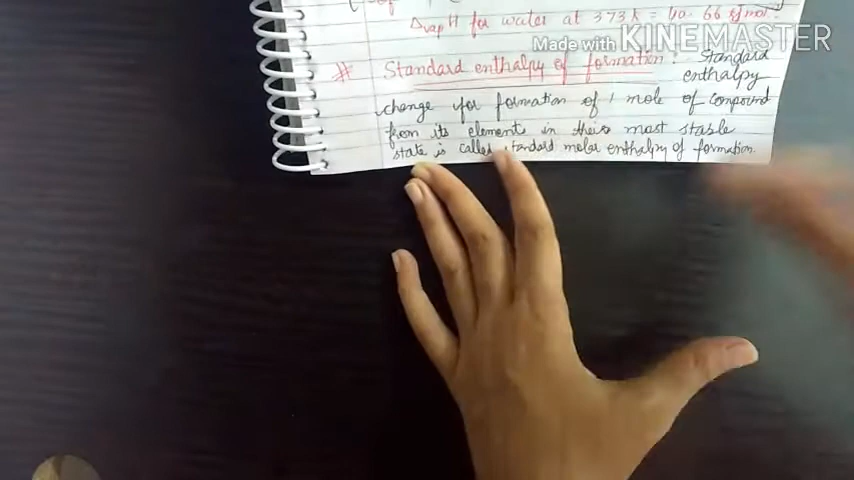 of
ΔvapH for water at 373k = 40.66 kJ/mol.
Made with KINEMASTER
# Standard enthalpy of formation :- Standard
enthalpy
change for formation of 1 mole of compound
from its element in their most stable
state is called standard molar enthalpy of formation.